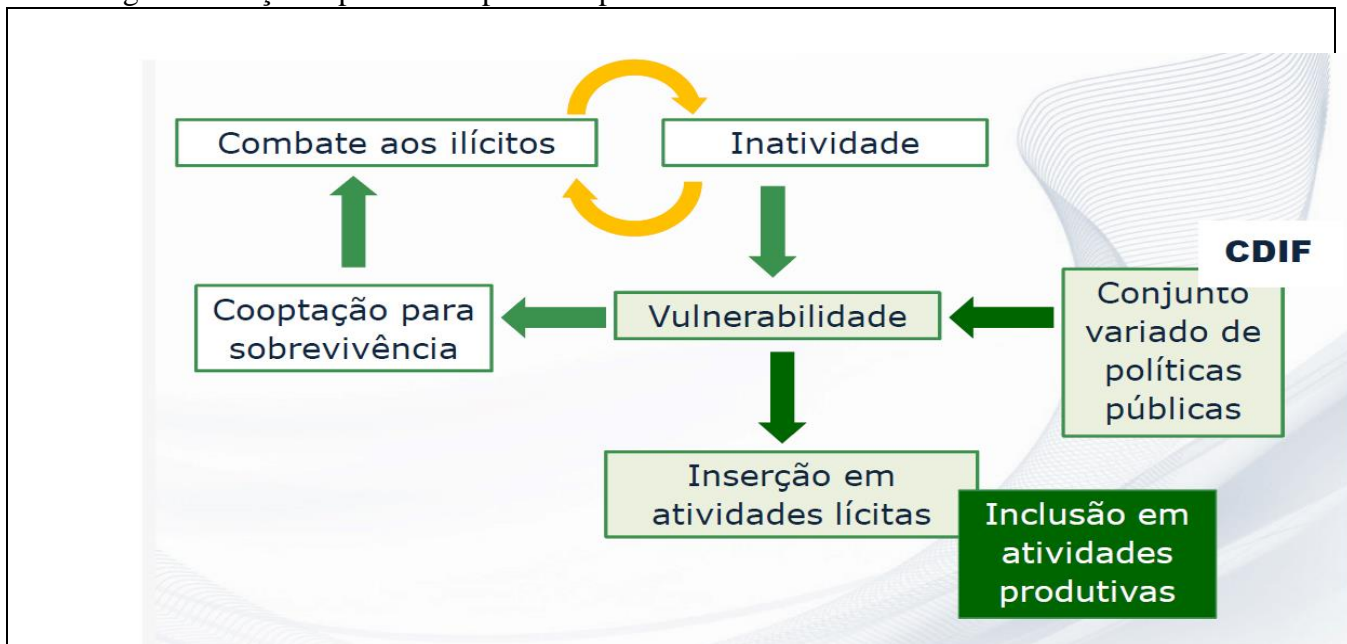 Combate aos ilícitos
Inatividade
CDIF
Cooptação para
sobrevivência
Vulnerabilidade
Conjunto
variado de
políticas
públicas
Inserção em
atividades lícitas
Inclusão em
atividades
produtivas